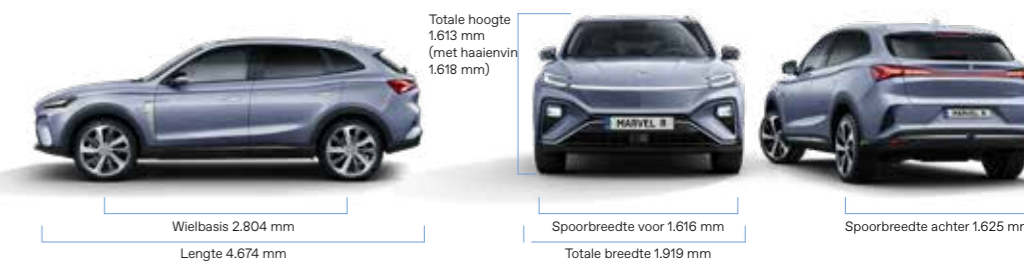 Totale hoogte
1.613 mm
(met haaienvin
1.618 mm)
MARVEL R
MARVEL R
Wielbasis 2.804 mm
Spoorbreedte voor 1.616 mm
Spoorbreedte achter 1.625 mm
Lengte 4.674 mm
Totale breedte 1.919 mm